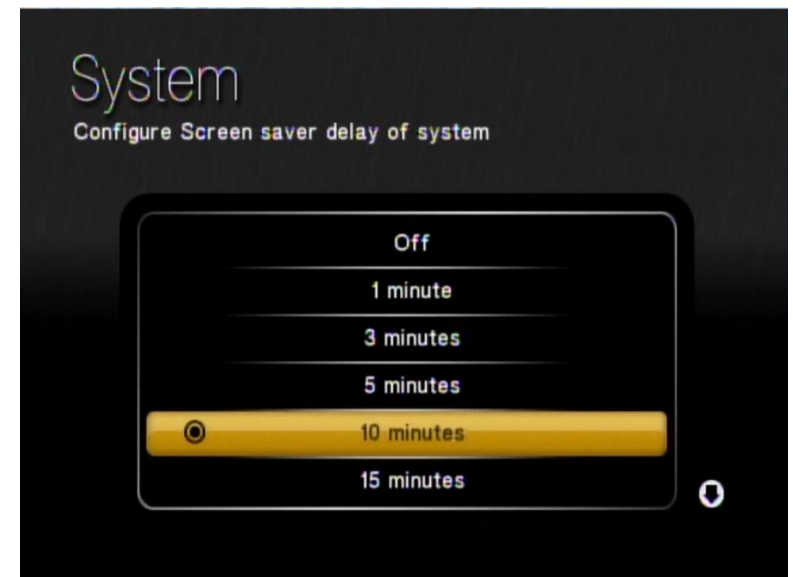 System
Configure Screen saver delay of system
Off
1 minute
3 minutes
5 minutes
10 minutes
15 minutes